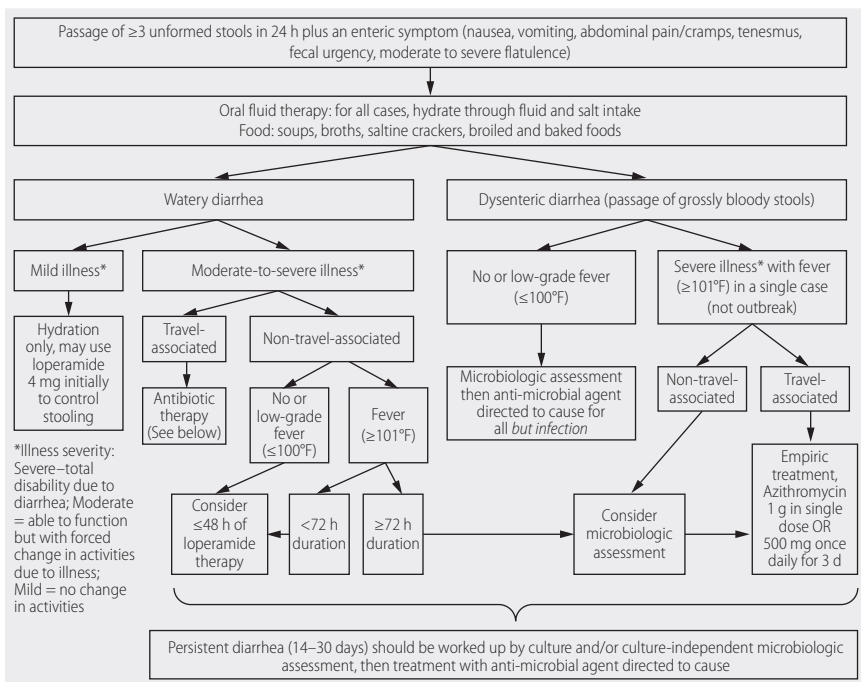 Passage of ≥3 unformed stools in 24 h plus an enteric symptom (nausea, vomiting, abdominal pain/cramps, tenesmus,
fecal urgency, moderate to severe flatulence)
Oral fluid therapy: for all cases, hydrate through fluid and salt intake
Food: soups, broths, saltine crackers, broiled and baked foods
Watery diarrhea
Dysenteric diarrhea (passage of grossly bloody stools)
Mild illness*
Moderate-to-severe illness*
No or low-grade fever
(≤100°F)
Severe illness* with fever
(≥101°F) in a single case
(not outbreak)
Hydration
only, may use
loperamide
4 mg initially
to control
stooling
Travel-
associated
Non-travel-associated
Antibiotic
therapy
(See below)
No or
low-grade
fever
(≤100°F)
Fever
(≥101°F)
Microbiologic assessment
then anti-microbial agent
directed to cause for
all but infection
Non-travel-
associated
Travel-
associated
*Illness severity:
Severe–total
disability due to
diarrhea; Moderate
= able to function
but with forced
change in activities
due to illness;
Mild = no change
in activities
Consider
≤48 h of
loperamide
therapy
<72 h
duration
≥72 h
duration
Consider
microbiologic
assessment
Empiric
treatment,
Azithromycin
1 g in single
dose OR
500 mg once
daily for 3 d
Persistent diarrhea (14–30 days) should be worked up by culture and/or culture-independent microbiologic
assessment, then treatment with anti-microbial agent directed to cause